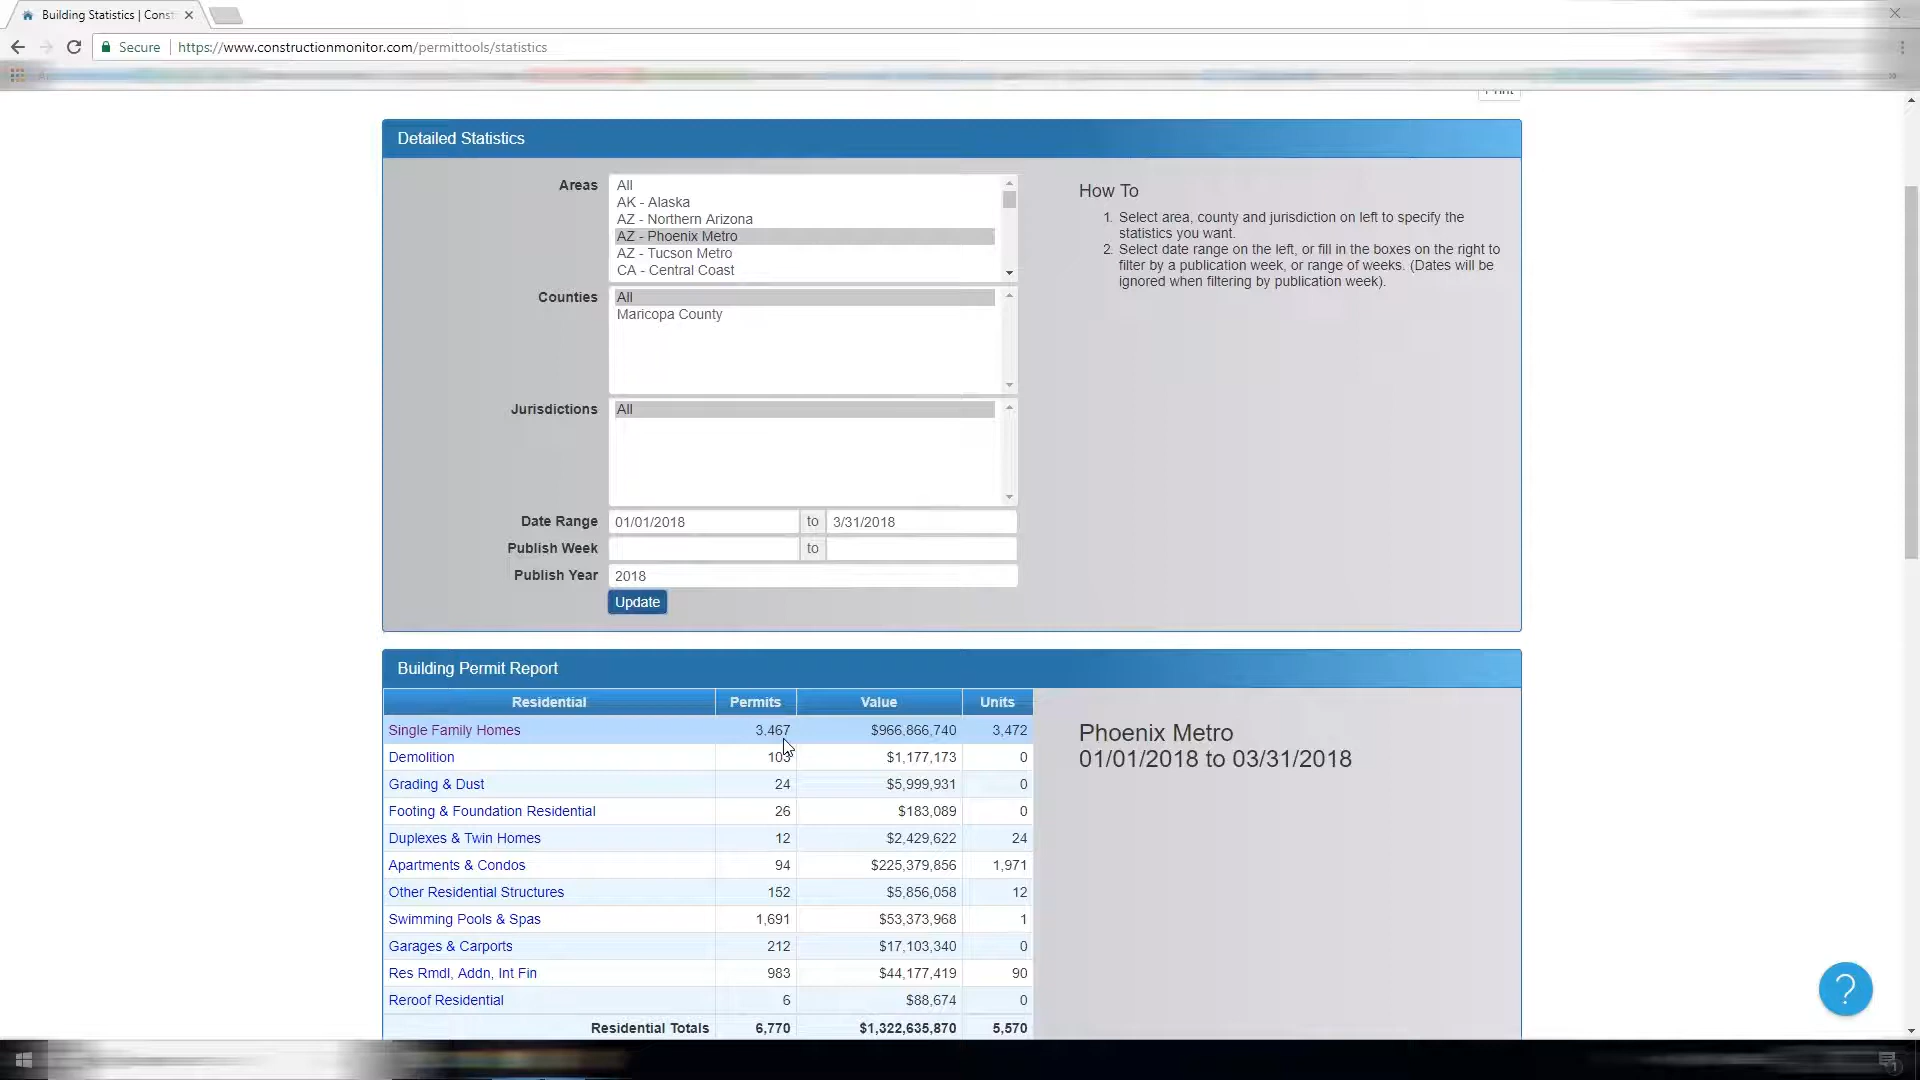 Building Statistics | Const
Secure | https://www.constructionmonitor.com/permittools/statistics
Print
Detailed Statistics
Areas
All
AK - Alaska
AZ - Northern Arizona
AZ - Phoenix Metro
AZ - Tucson Metro
CA - Central Coast
How To
1. Select area, county and jurisdiction on left to specify the
statistics you want.
2. Select date range on the left, or fill in the boxes on the right to
filter by a publication week, or range of weeks. (Dates will be
ignored when filtering by publication week).
Counties
All
Maricopa County
Jurisdictions
All
Date Range 01/01/2018 to 3/31/2018
Publish Week to
Publish Year 2018
Update
Building Permit Report
Residential Permits Value Units
Single Family Homes 3,467 $966,866,740 3,472
Demolition 103 $1,177,173 0
Grading & Dust 24 $5,999,931 0
Footing & Foundation Residential 26 $183,089 0
Duplexes & Twin Homes 12 $2,429,622 24
Apartments & Condos 94 $225,379,856 1,971
Other Residential Structures 152 $5,856,058 12
Swimming Pools & Spas 1,691 $53,373,968 1
Garages & Carports 212 $17,103,340 0
Res Rmdl, Addn, Int Fin 983 $44,177,419 90
Reroof Residential 6 $88,674 0
Residential Totals 6,770 $1,322,635,870 5,570
Phoenix Metro
01/01/2018 to 03/31/2018
?